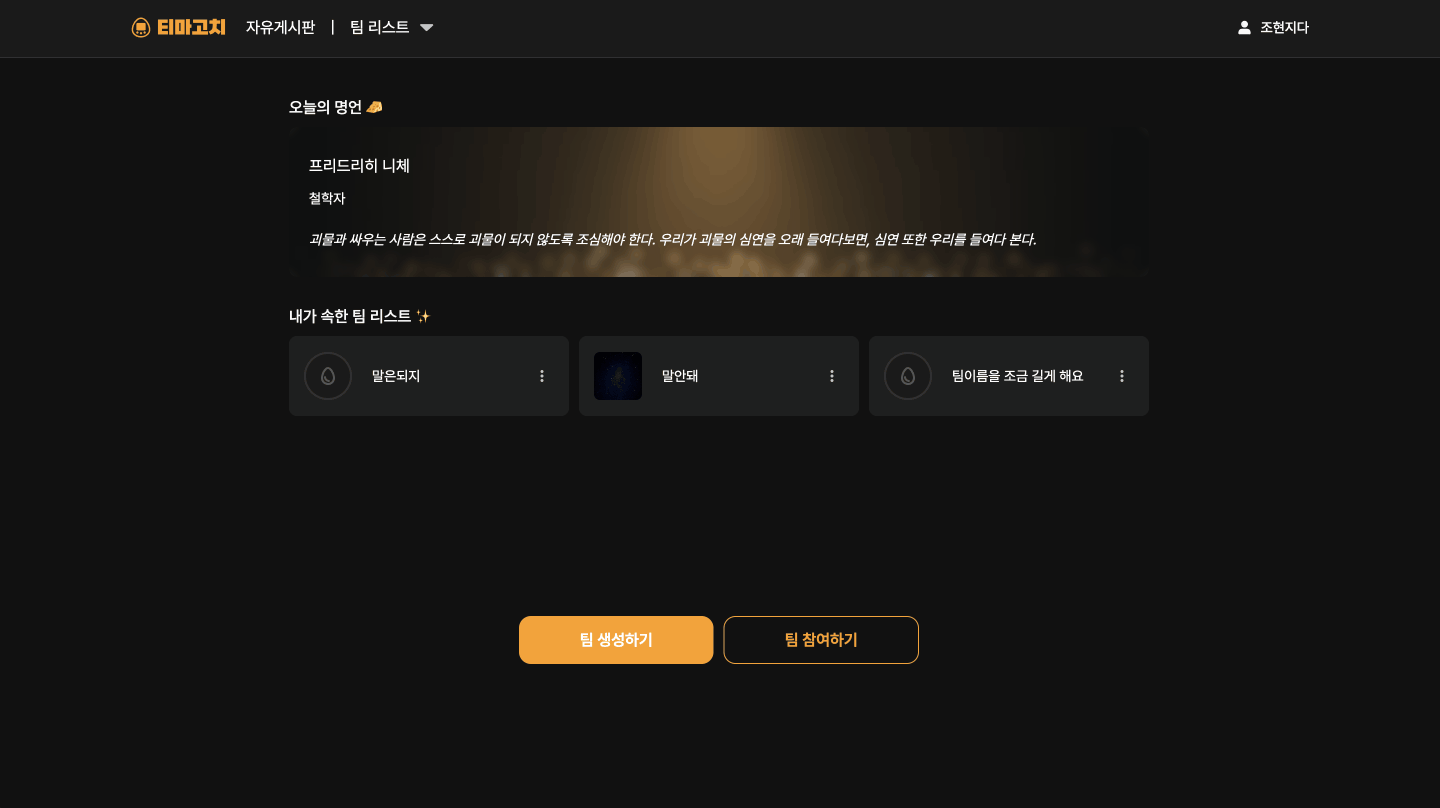 티마고치
자유게시판 | 팀 리스트
조현지다
오늘의 명언
프리드리히 니체
철학자
괴물과 싸우는 사람은 스스로 괴물이 되지 않도록 조심해야 한다. 우리가 괴물의 심연을 오래 들여다보면, 심연 또한 우리를 들여다 본다.
내가 속한 팀 리스트
말은되지
말안돼
팀이름을 조금 길게 해요
팀 생성하기
팀 참여하기